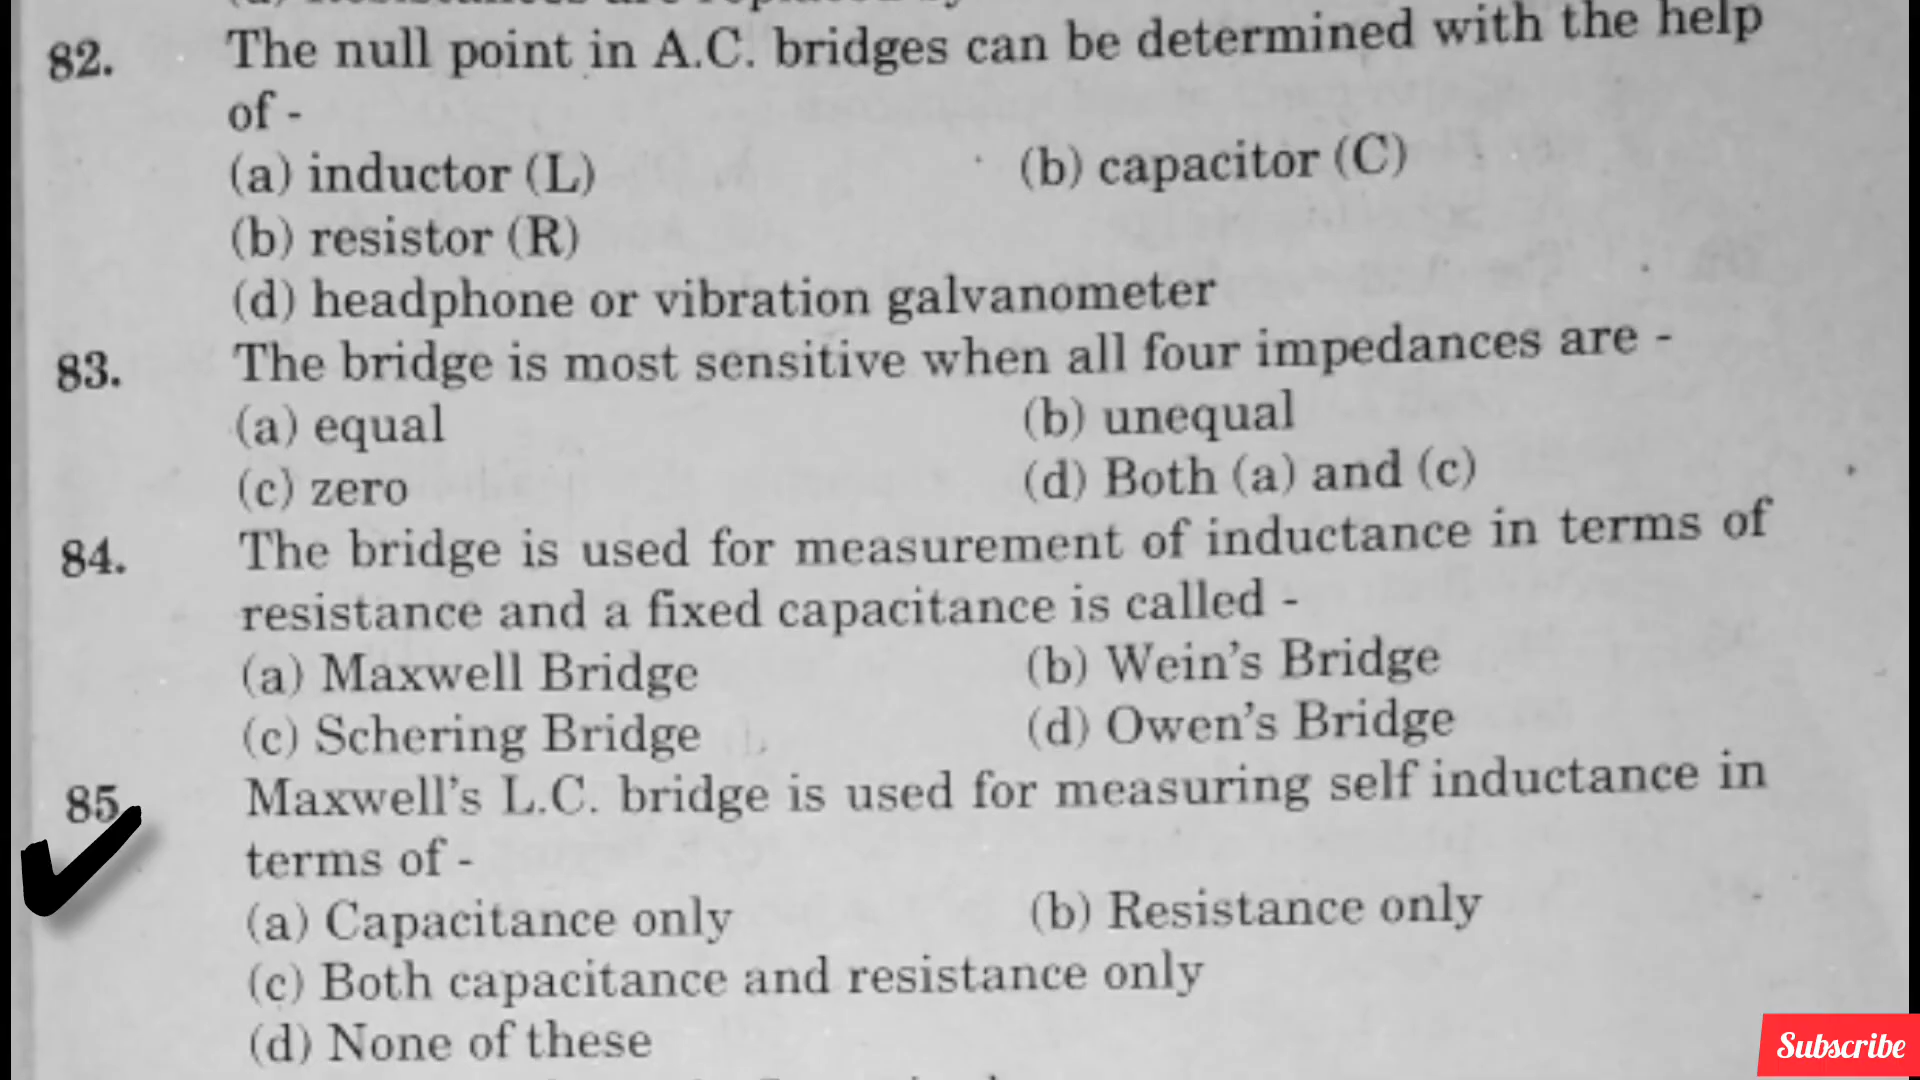 82. The null point in A.C. bridges can be determined with the help
of -
(a) inductor (L) (b) capacitor (C)
(b) resistor (R)
(d) headphone or vibration galvanometer
83. The bridge is most sensitive when all four impedances are -
(a) equal (b) unequal
(c) zero (d) Both (a) and (c)
84. The bridge is used for measurement of inductance in terms of
resistance and a fixed capacitance is called -
(a) Maxwell Bridge (b) Wein's Bridge
(c) Schering Bridge (d) Owen's Bridge
85. Maxwell's L.C. bridge is used for measuring self inductance in
terms of -
(a) Capacitance only (b) Resistance only
(c) Both capacitance and resistance only
(d) None of these
Subscribe